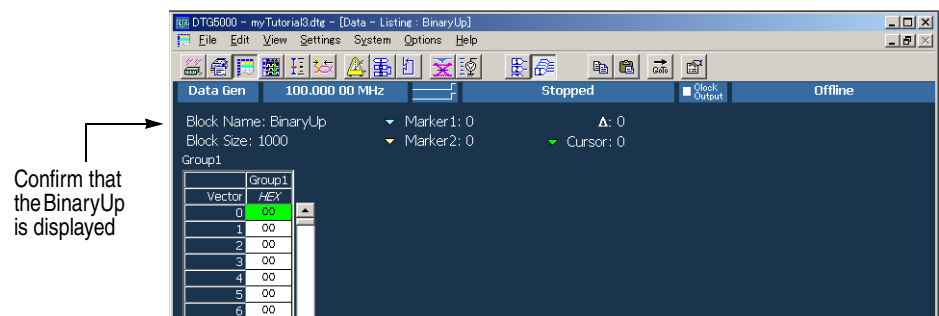 DTG5000 - myTutorial3.dtg - [Data - Listing : BinaryUp]
File Edit View Settings System Options Help
Goto
Data Gen 100.000 00 MHz Stopped Clock Output Offline
Block Name: BinaryUp Marker1: 0 Δ: 0
Block Size: 1000 Marker2: 0 Cursor: 0
Group1
Group1
Vector HEX
0 00
1 00
2 00
3 00
4 00
5 00
6 00
Confirm that
the BinaryUp
is displayed